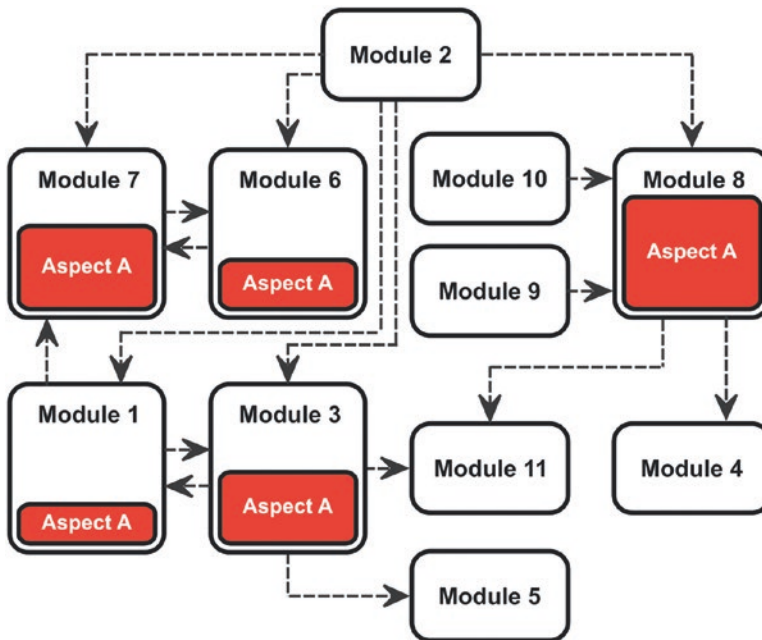 Module 2
Module 7
Module 6
Module 10
Module 8
Aspect A
Aspect A
Aspect A
Module 9
Module 1
Module 3
Module 11
Module 4
Aspect A
Aspect A
Module 5